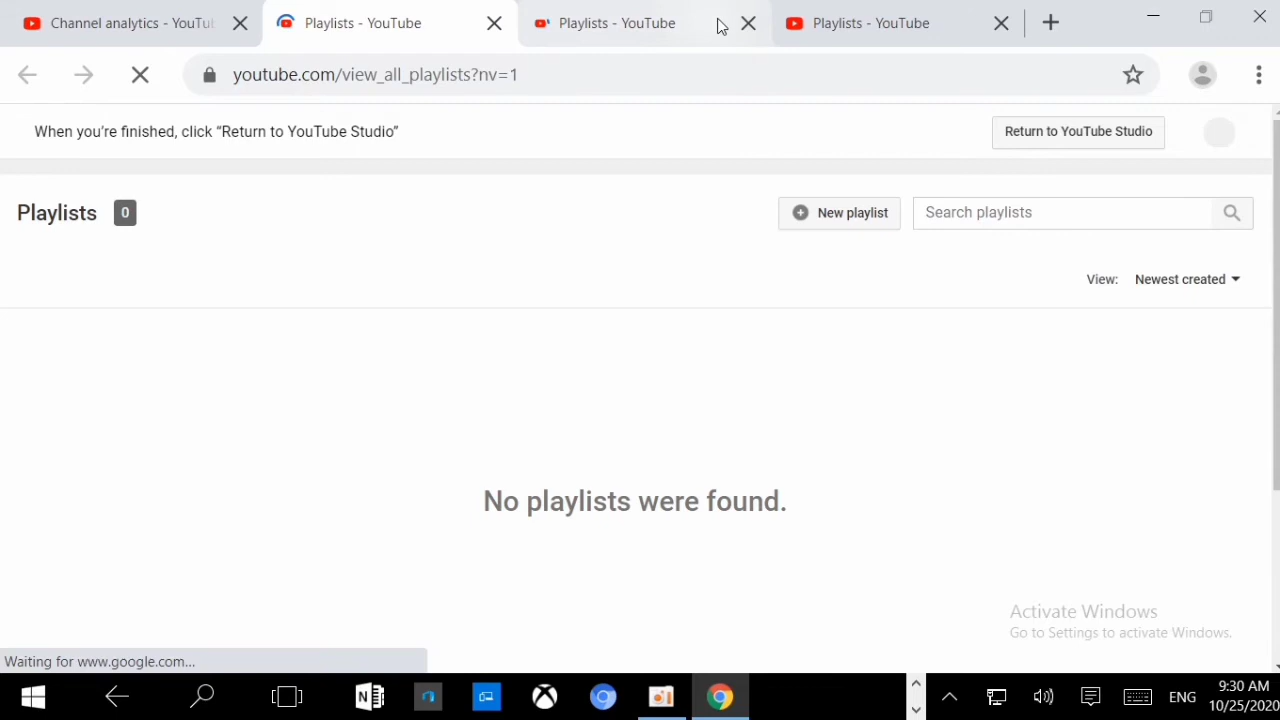 Channel analytics - YouTu
Playlists - YouTube
Playlists - YouTube
Playlists - YouTube
youtube.com/view_all_playlists?nv=1
When you're finished, click “Return to YouTube Studio”
Return to YouTube Studio
Playlists 0
New playlist
Search playlists
View: Newest created
No playlists were found.
Activate Windows
Go to Settings to activate Windows.
Waiting for www.google.com...
N
ENG
9:30 AM
10/25/2020